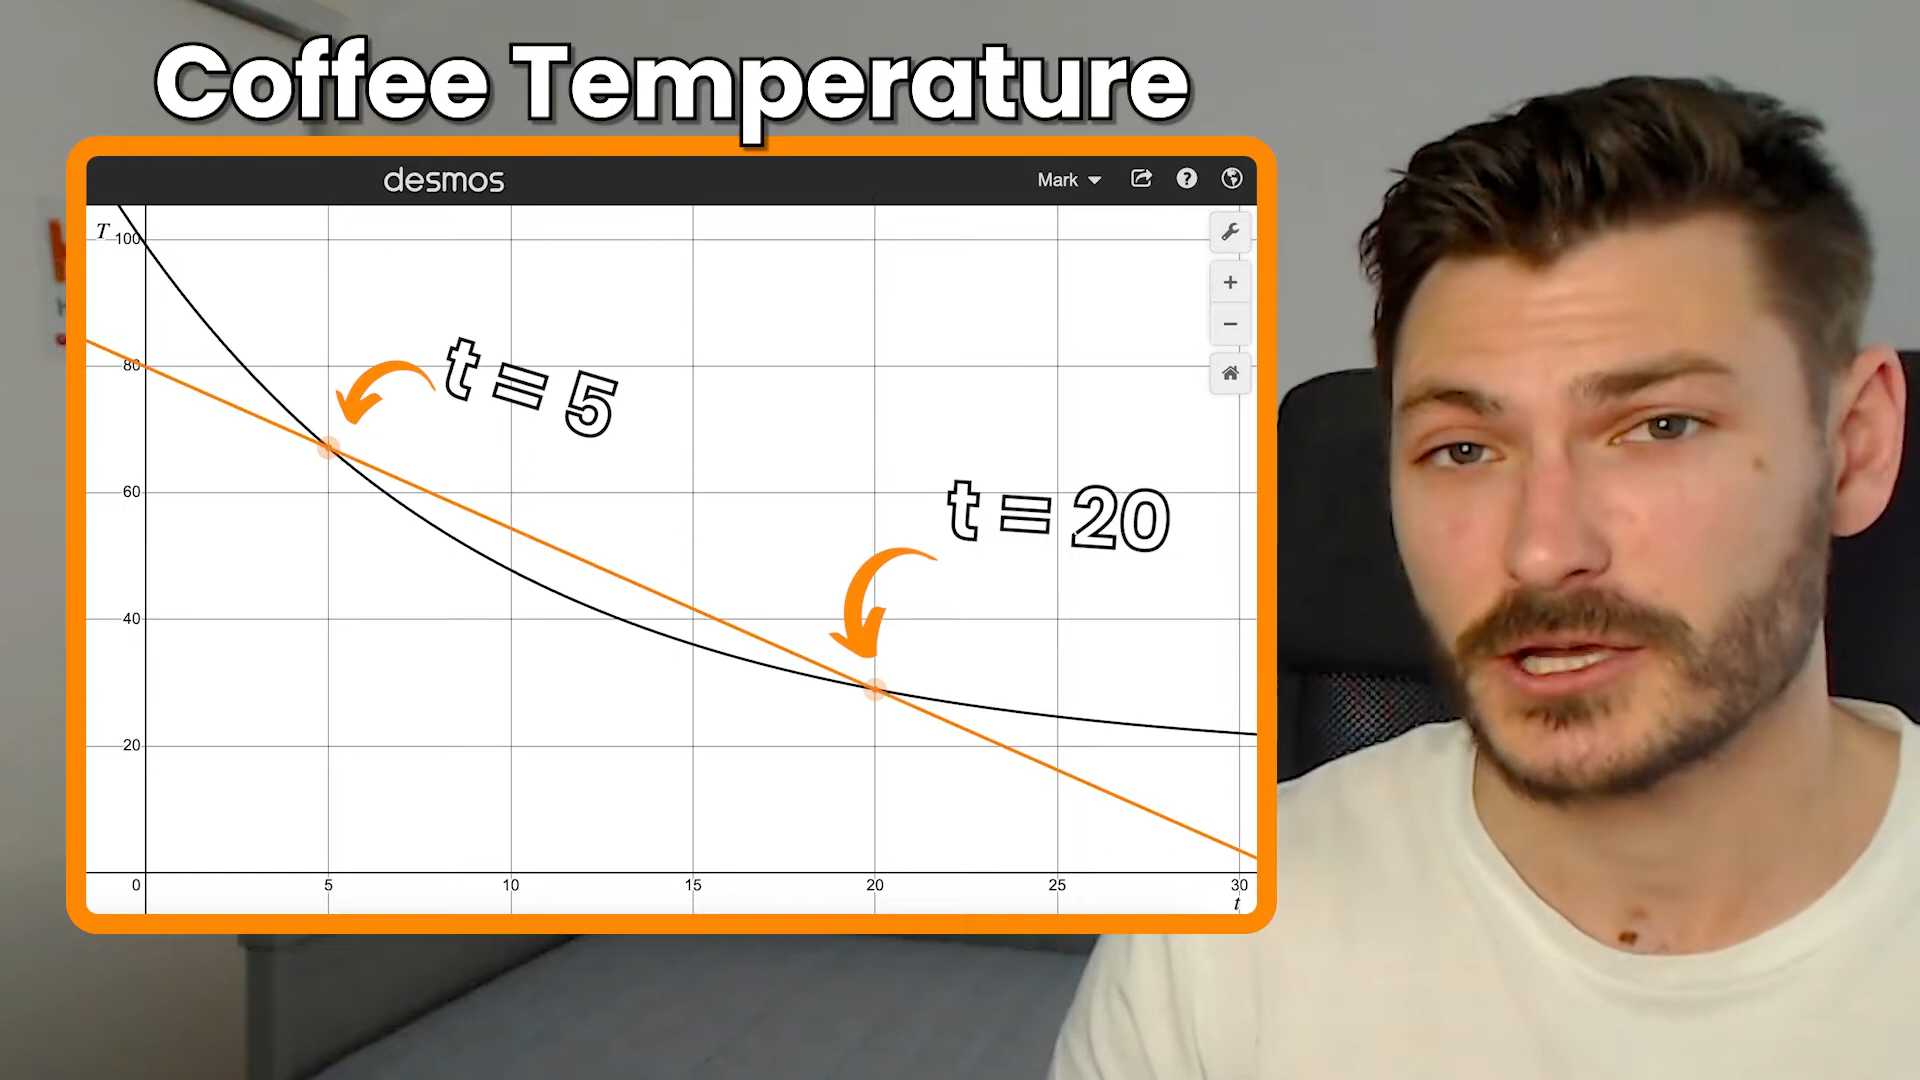 Coffee Temperature
desmos
Mark
T
100
80
60
40
20
t = 5
t = 20
0 5 10 15 20 25 30
t